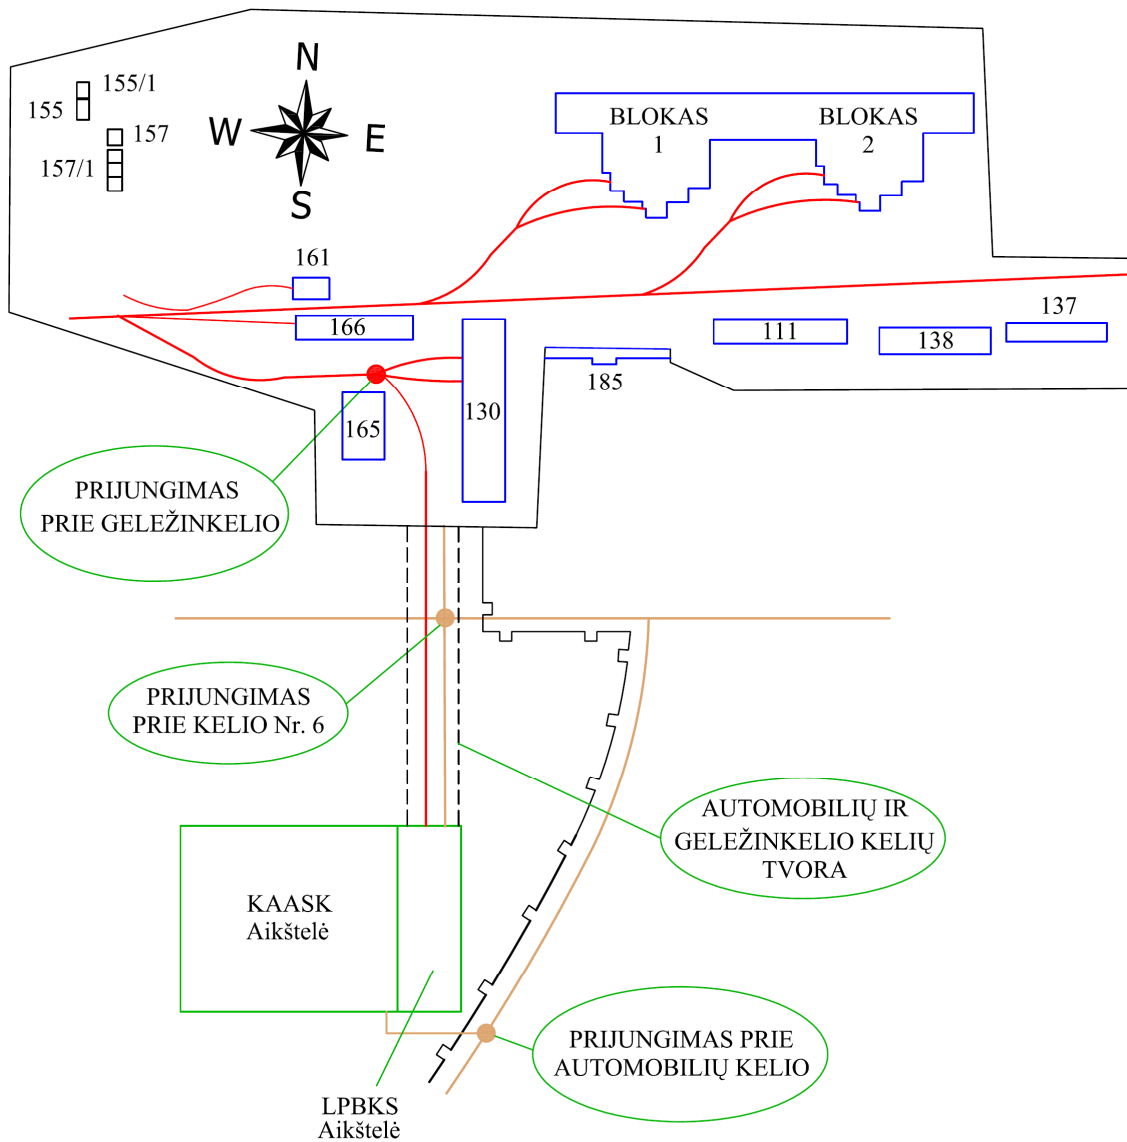 N
W
E
S
155/1
155
157
157/1
BLOKAS
1
BLOKAS
2
161
166
137
111
138
185
130
165
PRIJUNGIMAS
PRIE GELEŽINKELIO
PRIJUNGIMAS
PRIE KELIO Nr. 6
AUTOMOBILIŲ IR
GELEŽINKELIO KELIŲ
TVORA
KAASK
Aikštelė
PRIJUNGIMAS PRIE
AUTOMOBILIŲ KELIO
LPBKS
Aikštelė